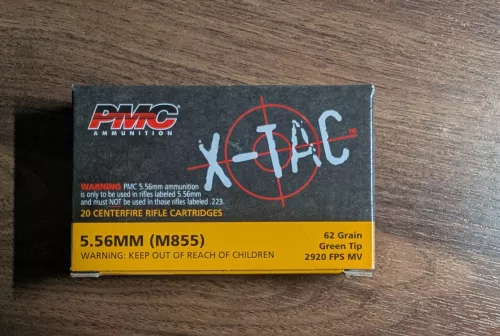 PMC®
AMMUNITION
X-TAC™
WARNING PMC 5.56mm ammunition
is only to be used in rifles labeled 5.56mm
and must NOT be used in those rifles labeled .223.
20 CENTERFIRE RIFLE CARTRIDGES
5.56MM (M855)
WARNING: KEEP OUT OF REACH OF CHILDREN
62 Grain
Green Tip
2920 FPS MV